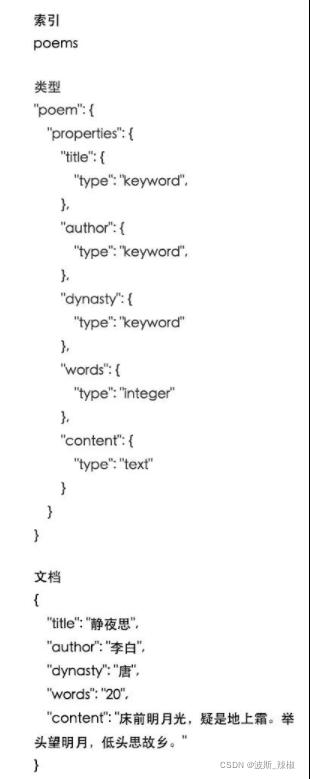 索引
poems
类型
"poem": {
"properties": {
"title": {
"type": "keyword",
},
"author": {
"type": "keyword",
},
"dynasty": {
"type": "keyword"
},
"words": {
"type": "integer"
},
"content": {
"type": "text"
}
}
}
文档
{
"title": "静夜思",
"author": "李白",
"dynasty": "唐",
"words": "20",
"content": "床前明月光，疑是地上霜。举
头望明月，低头思故乡。"
}
CSDN @波斯_辣椒